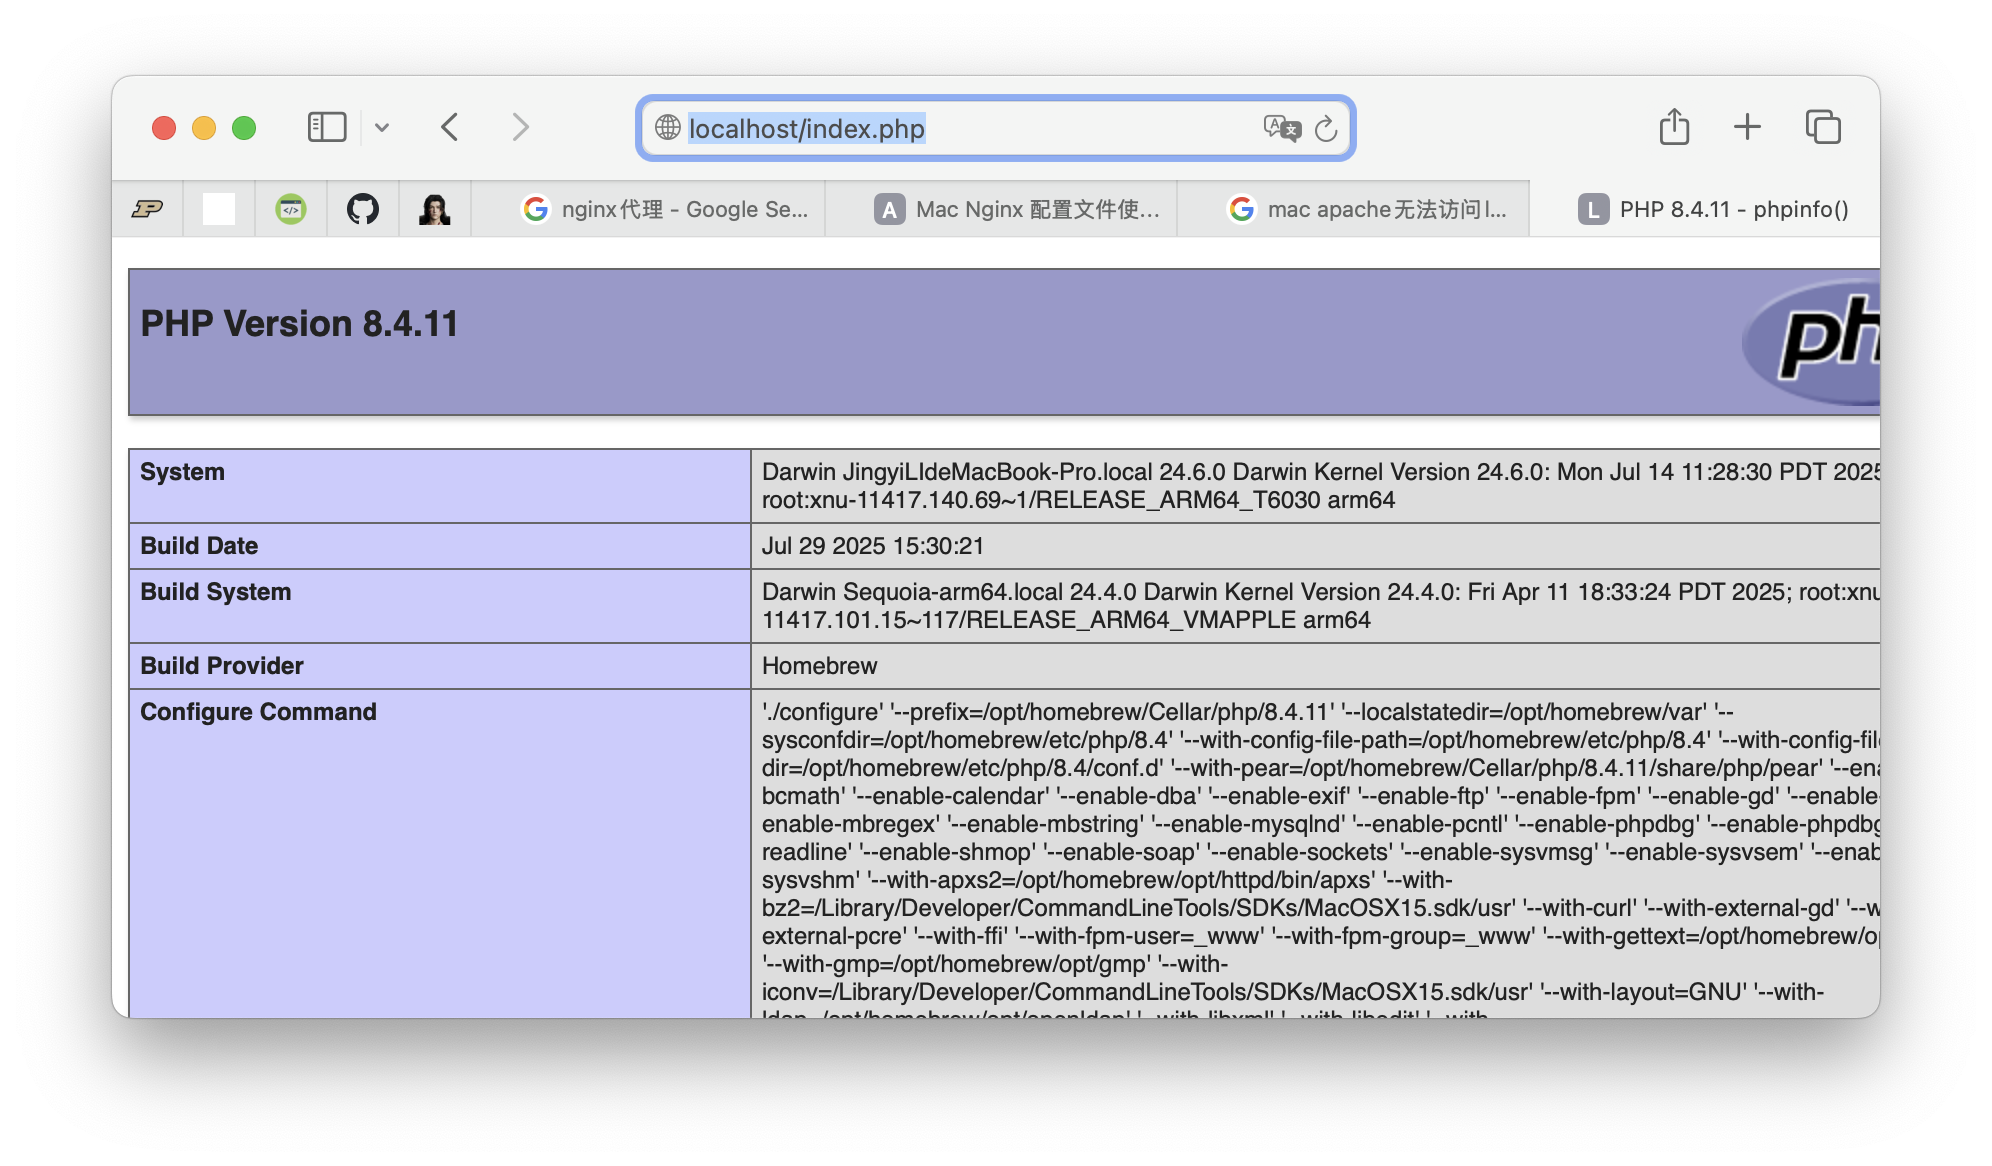 localhost/index.php
nginx代理 - Google Se...
A Mac Nginx 配置文件使...
mac apache无法访问 l...
L PHP 8.4.11 - phpinfo()
PHP Version 8.4.11
System
Darwin JingyiLIdeMacBook-Pro.local 24.6.0 Darwin Kernel Version 24.6.0: Mon Jul 14 11:28:30 PDT 2025
root:xnu-11417.140.69~1/RELEASE_ARM64_T6030 arm64
Build Date
Jul 29 2025 15:30:21
Build System
Darwin Sequoia-arm64.local 24.4.0 Darwin Kernel Version 24.4.0: Fri Apr 11 18:33:24 PDT 2025; root:xnu
11417.101.15~117/RELEASE_ARM64_VMAPPLE arm64
Build Provider
Homebrew
Configure Command
'./configure' '--prefix=/opt/homebrew/Cellar/php/8.4.11' '--localstatedir=/opt/homebrew/var' '--
sysconfdir=/opt/homebrew/etc/php/8.4' '--with-config-file-path=/opt/homebrew/etc/php/8.4' '--with-config-fil
dir=/opt/homebrew/etc/php/8.4/conf.d' '--with-pear=/opt/homebrew/Cellar/php/8.4.11/share/php/pear' '--ena
bcmath' '--enable-calendar' '--enable-dba' '--enable-exif' '--enable-ftp' '--enable-fpm' '--enable-gd' '--enable-
enable-mbregex' '--enable-mbstring' '--enable-mysqlnd' '--enable-pcntl' '--enable-phpdbg' '--enable-phpdbg
readline' '--enable-shmop' '--enable-soap' '--enable-sockets' '--enable-sysvmsg' '--enable-sysvsem' '--enab
sysvshm' '--with-apxs2=/opt/homebrew/opt/httpd/bin/apxs' '--with-
bz2=/Library/Developer/CommandLineTools/SDKs/MacOSX15.sdk/usr' '--with-curl' '--with-external-gd' '--w
external-pcre' '--with-ffi' '--with-fpm-user=_www' '--with-fpm-group=_www' '--with-gettext=/opt/homebrew/op
'--with-gmp=/opt/homebrew/opt/gmp' '--with-
iconv=/Library/Developer/CommandLineTools/SDKs/MacOSX15.sdk/usr' '--with-layout=GNU' '--with-
ldap=/opt/homebrew/opt/openldap' '--with-libxml' '--with-libedit' '--with-